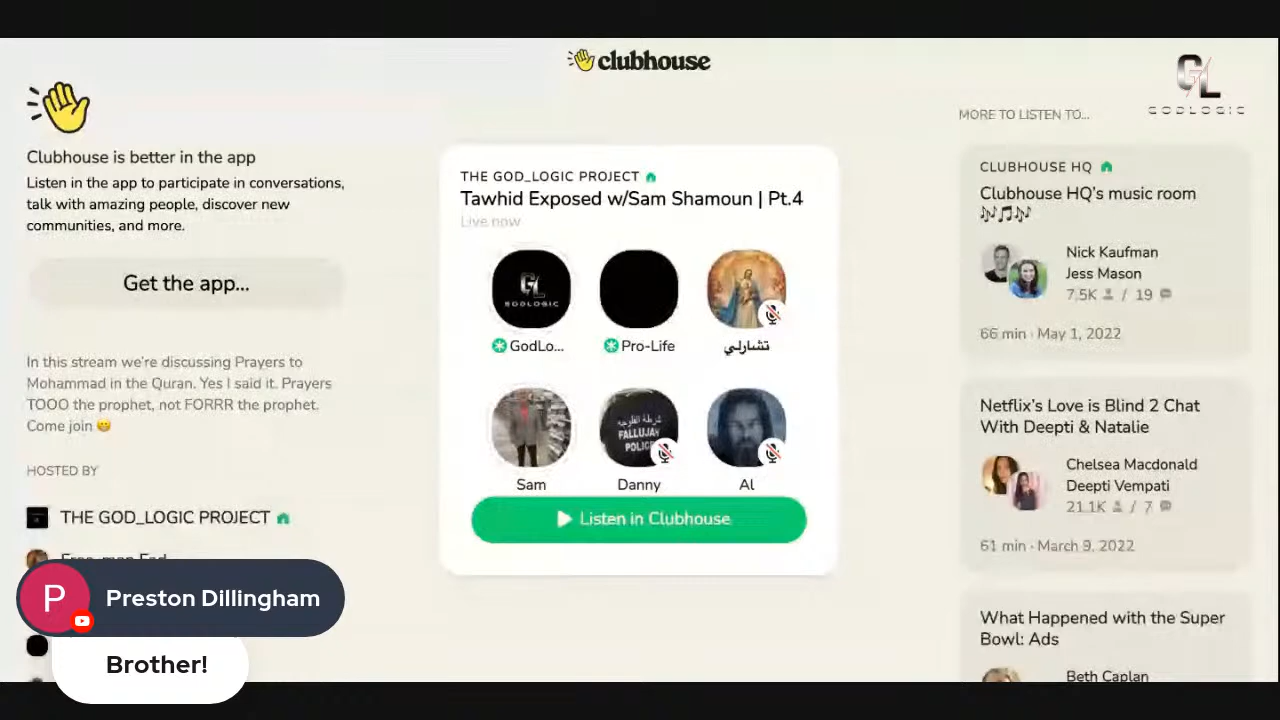 clubhouse
GL
GODLOGIC
Clubhouse is better in the app
Listen in the app to participate in conversations,
talk with amazing people, discover new
communities, and more.
Get the app...
In this stream we're discussing Prayers to
Mohammad in the Quran. Yes I said it. Prayers
TOOO the prophet, not FORRR the prophet.
Come join 😁
HOSTED BY
THE GOD_LOGIC PROJECT
Preston Dillingham
P
Brother!
THE GOD_LOGIC PROJECT
Tawhid Exposed w/Sam Shamoun | Pt.4
Live now
GL
GODLOGIC
GodLo...
Pro-Life
تشارلي
شرطة الفلوجه
FALLUJAH
POLICE
Sam
Danny
Al
Listen in Clubhouse
MORE TO LISTEN TO...
CLUBHOUSE HQ
Clubhouse HQ's music room
🎶🎵🎶
Nick Kaufman
Jess Mason
7.5K / 19
66 min · May 1, 2022
Netflix's Love is Blind 2 Chat
With Deepti & Natalie
Chelsea Macdonald
Deepti Vempati
21.1K / 7
61 min · March 9, 2022
What Happened with the Super
Bowl: Ads
Beth Caplan